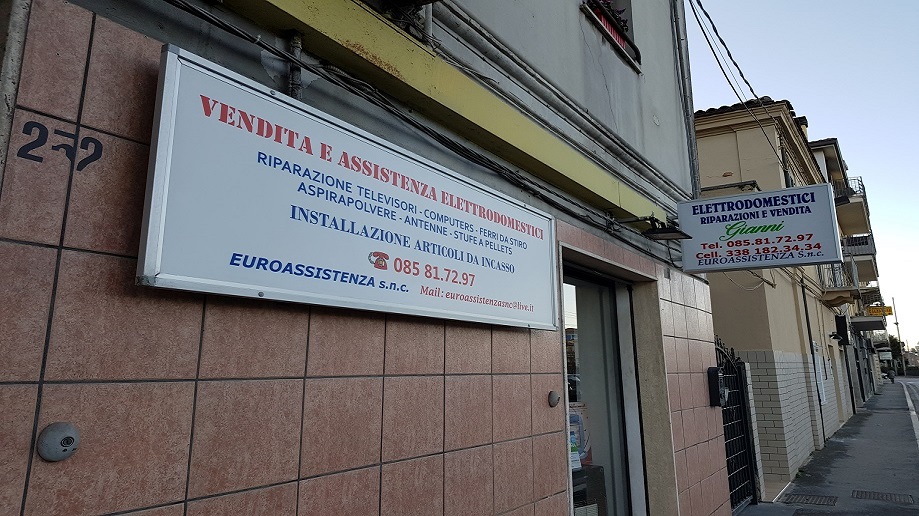 252
VENDITA E ASSISTENZA ELETTRODOMESTICI
RIPARAZIONE TELEVISORI - COMPUTERS - FERRI DA STIRO
ASPIRAPOLVERE - ANTENNE - STUFE A PELLETS
INSTALLAZIONE ARTICOLI DA INCASSO
☎ 085 81.72.97
EUROASSISTENZA s.n.c.
Mail: euroassistenzasnc@live.it
ELETTRODOMESTICI
RIPARAZIONI E VENDITA
Gianni
Tel. 085.81.72.97
Cell. 338 182.34.34
EUROASSISTENZA S.n.c.